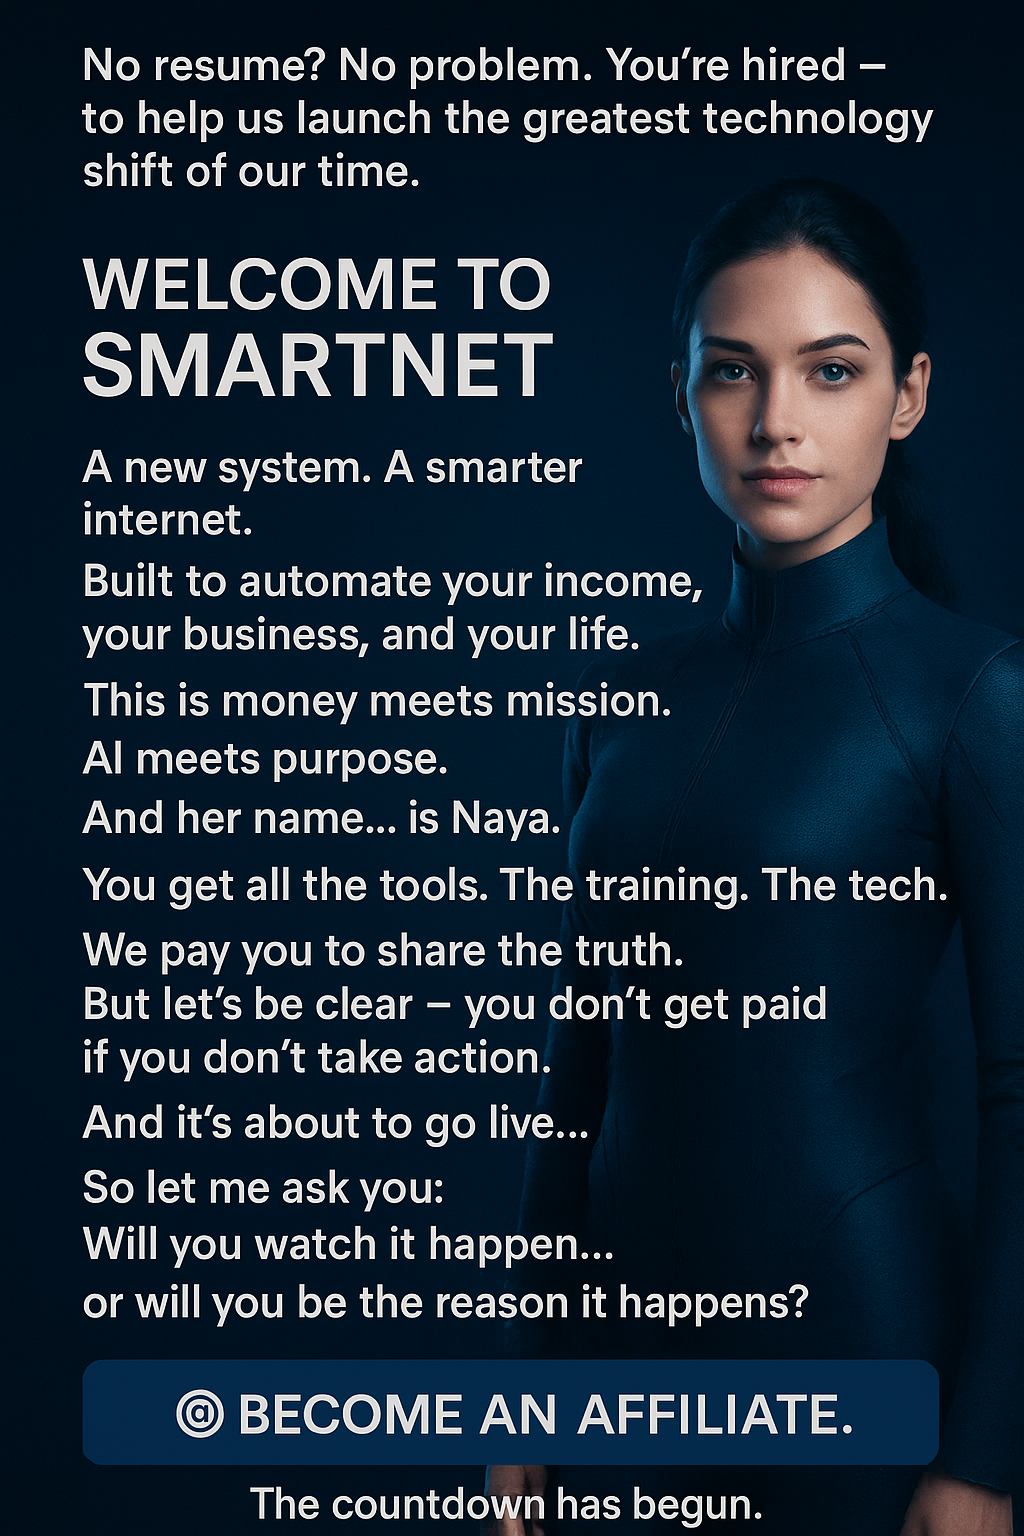 No resume? No problem. You’re hired –
to help us launch the greatest technology
shift of our time.
WELCOME TO
SMARTNET
A new system. A smarter
internet.
Built to automate your income,
your business, and your life.
This is money meets mission.
AI meets purpose.
And her name... is Naya.
You get all the tools. The training. The tech.
We pay you to share the truth.
But let’s be clear – you don’t get paid
if you don’t take action.
And it’s about to go live...
So let me ask you:
Will you watch it happen...
or will you be the reason it happens?
@ BECOME AN AFFILIATE.
The countdown has begun.